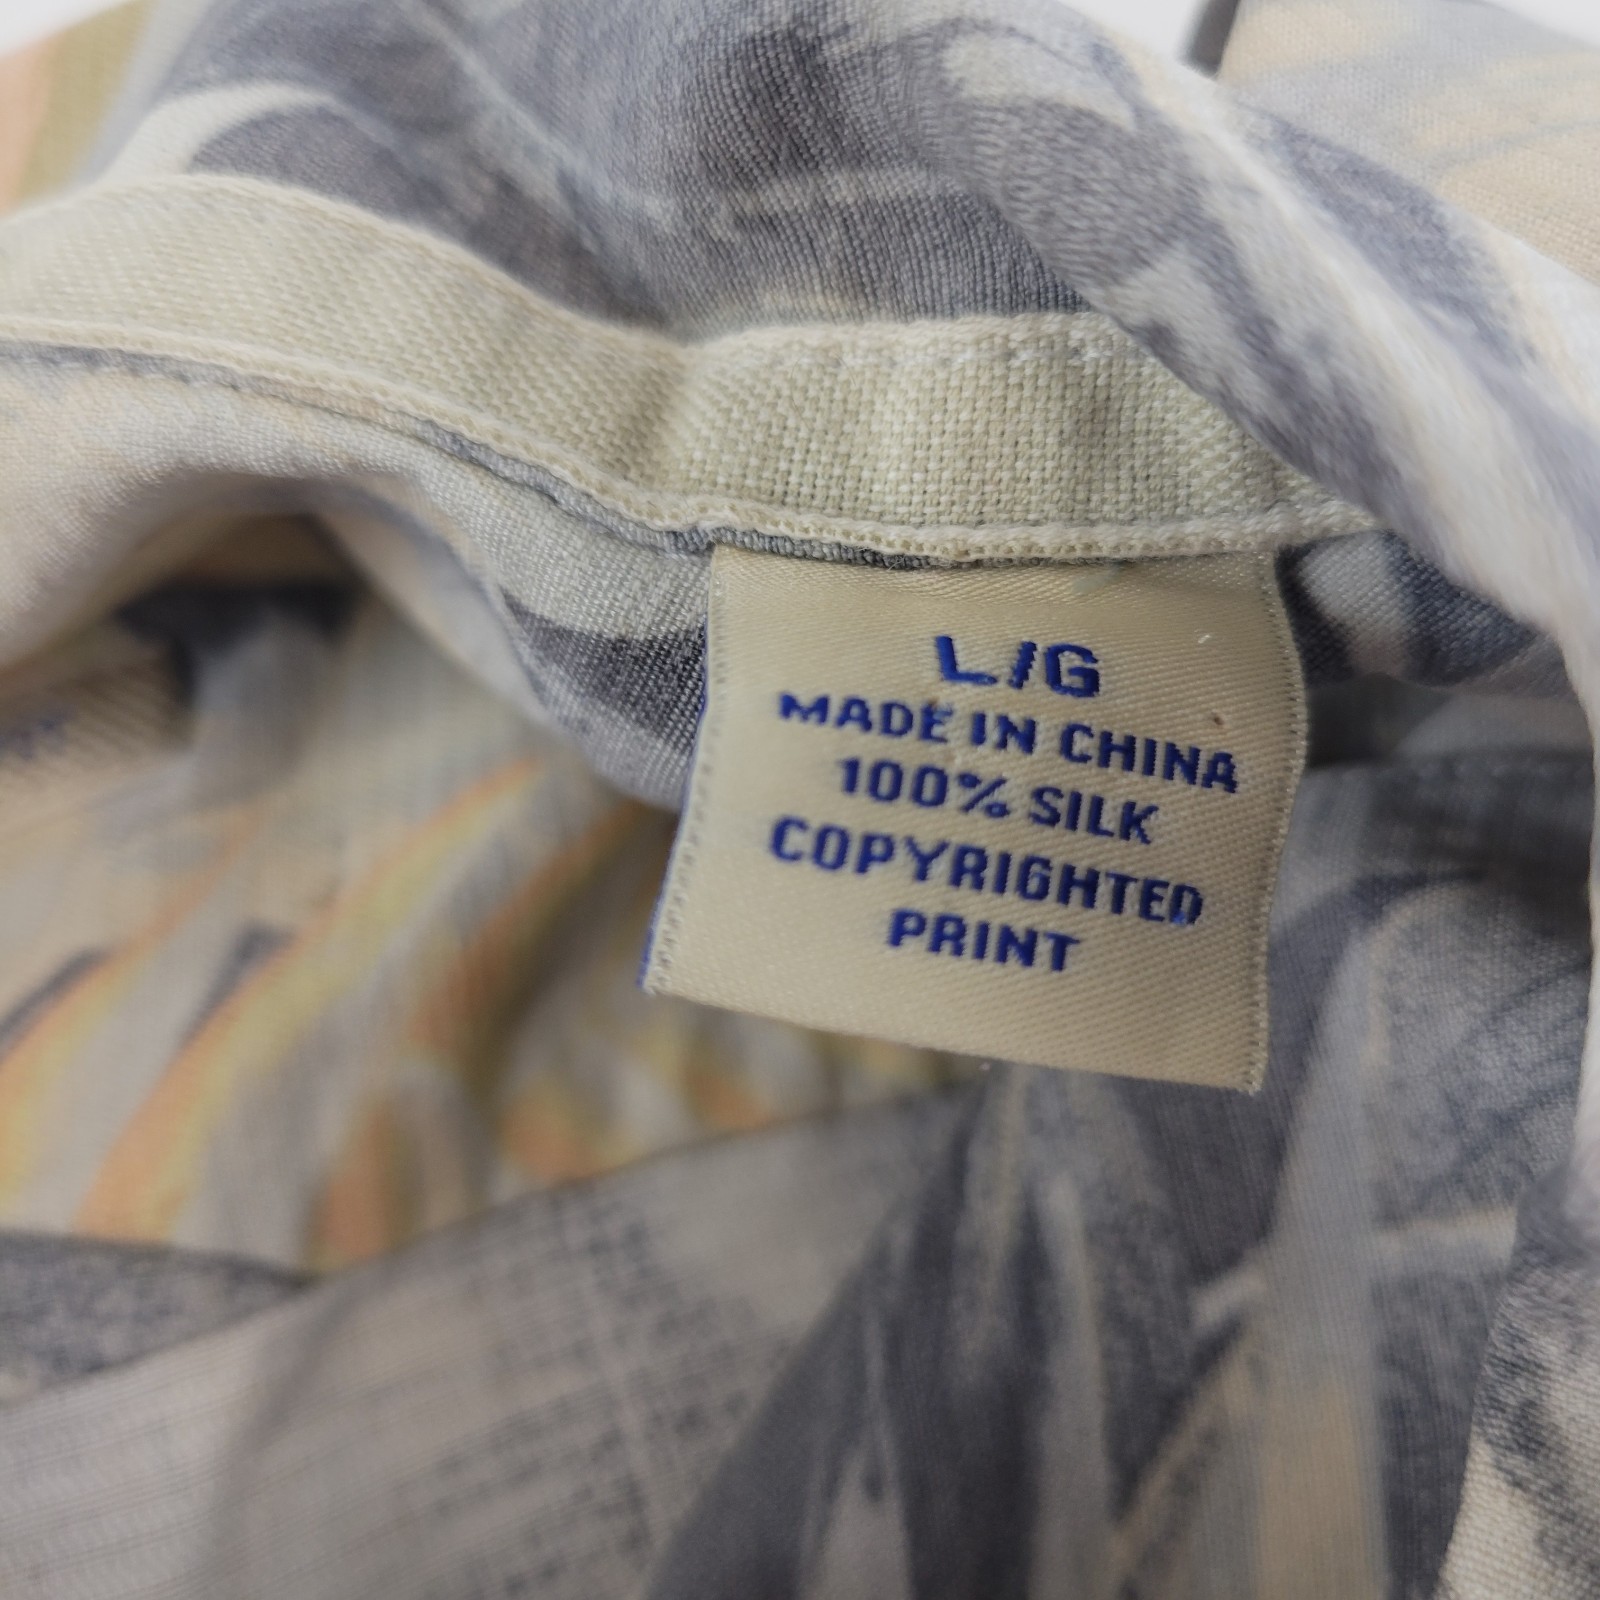 L/G
MADE IN CHINA
100% SILK
COPYRIGHTED
PRINT